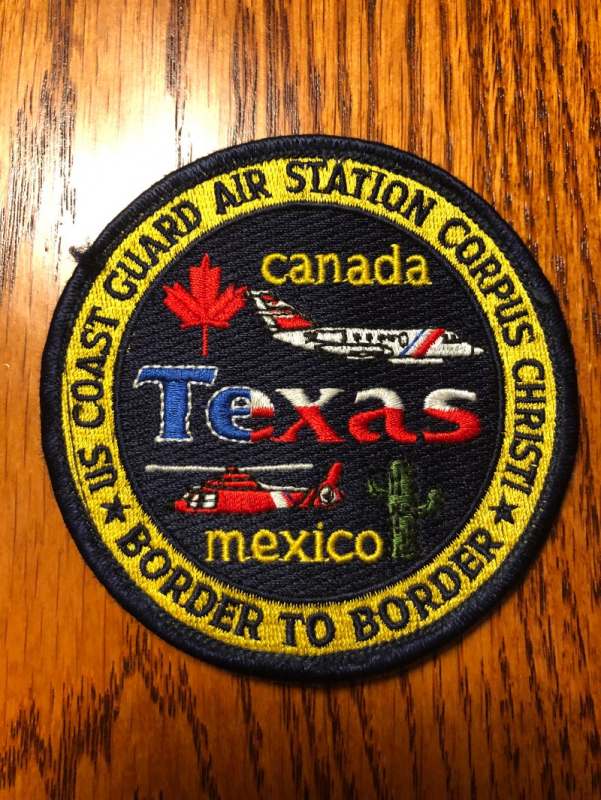 US COAST GUARD AIR STATION CORPUS CHRISTI
canada
Texas
mexico
★ BORDER TO BORDER ★